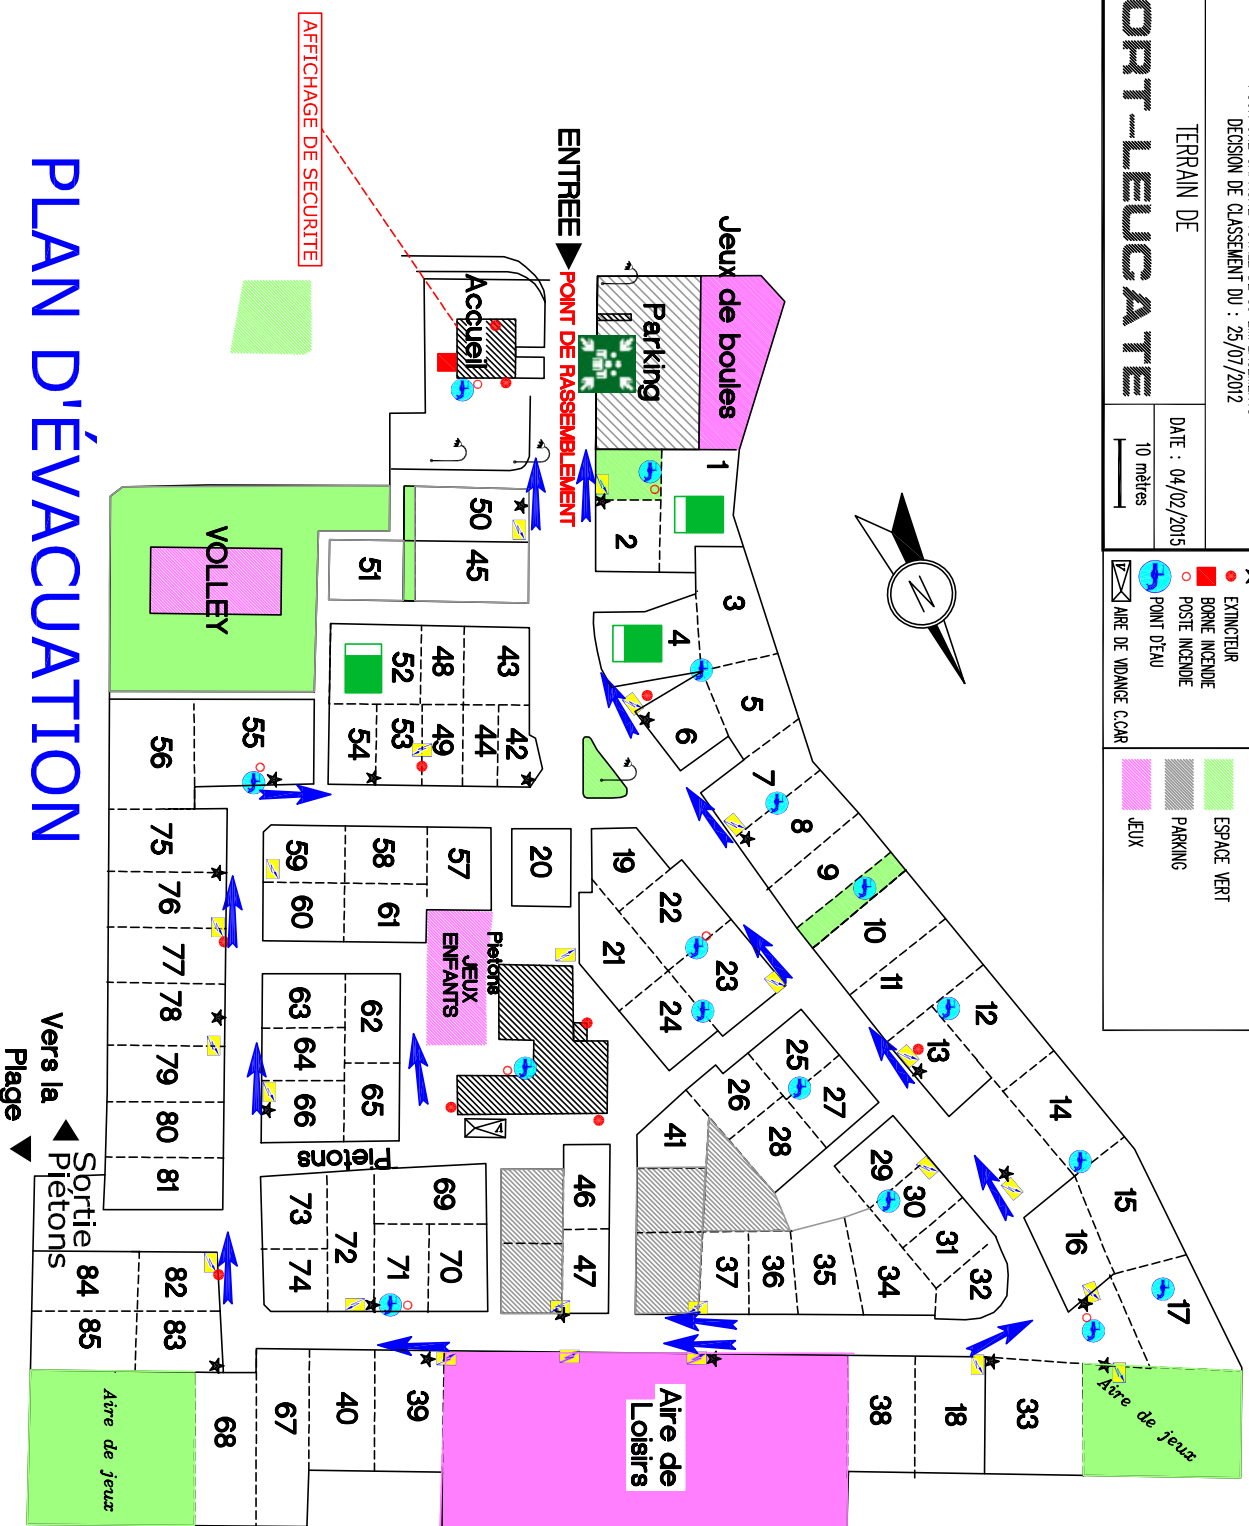 DECISION DE CLASSEMENT DU : 25/07/2012
TERRAIN DE
ORT-LEUCATE
DATE : 04/02/2015
10 mètres
EXTINCTEUR
BORNE INCENDIE
POSTE INCENDIE
POINT D'EAU
AIRE DE VIDANGE C.CAR
ESPACE VERT
PARKING
JEUX
AFFICHAGE DE SECURITE
PLAN D'ÉVACUATION
ENTREE
POINT DE RASSEMBLEMENT
Accueil
Parking
Jeux de boules
VOLLEY
N
1
2
3
4
5
6
7
8
9
10
11
12
13
14
15
16
17
18
19
20
21
22
23
24
25
26
27
28
29
30
31
32
33
34
35
36
37
38
39
40
41
42
43
44
45
46
47
48
49
50
51
52
53
54
55
56
57
58
59
60
61
62
63
64
65
66
67
68
69
70
71
72
73
74
75
76
77
78
79
80
81
82
83
84
85
Pietons
JEUX
ENFANTS
Pietons
Vers la
Plage
Sortie
Piétons
Aire de
Loisirs
Aire de jeux
Aire de jeux